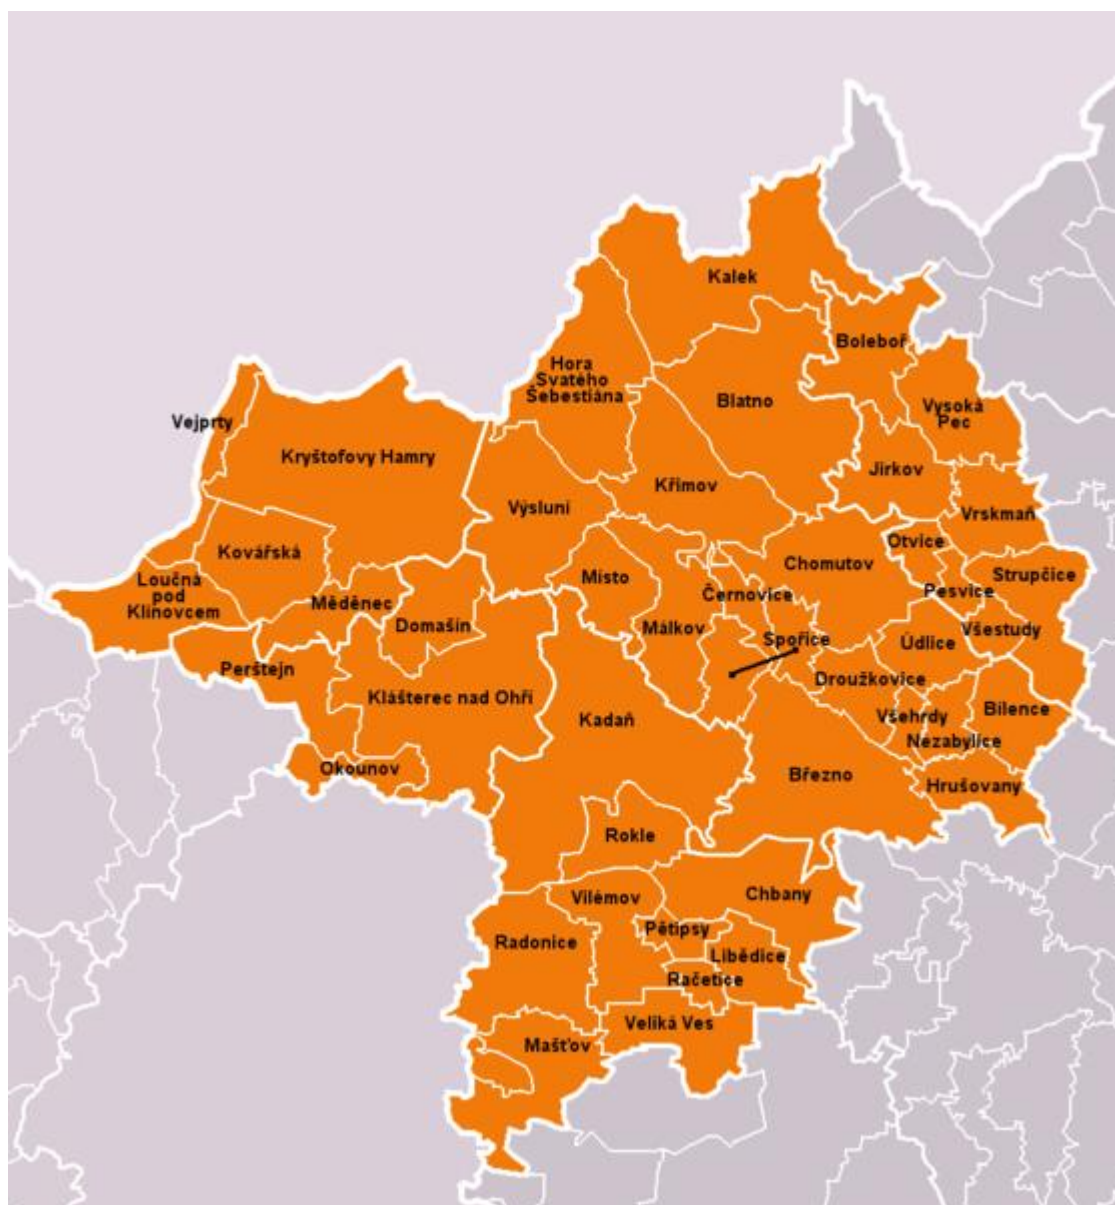 Kalek
Boleboř
Hora
Svatého
Šebestiána
Blatno
Vysoká
Pec
Vejprty
Kryštofovy Hamry
Jirkov
Křimov
Výsluní
Vrskmaň
Otvice
Kovářská
Chomutov
Strupčice
Loučná
pod
Klínovcem
Místo
Pesvice
Černovice
Měděnec
Domašín
Málkov
Všestudy
Spořice
Údlice
Perštejn
Droužkovice
Klášterec nad Ohří
Bílence
Kadaň
Všehrdy
Nezabylice
Okounov
Březno
Hrušovany
Rokle
Chbany
Vilémov
Pětipsy
Radonice
Libědice
Račetice
Veliká Ves
Mašťov